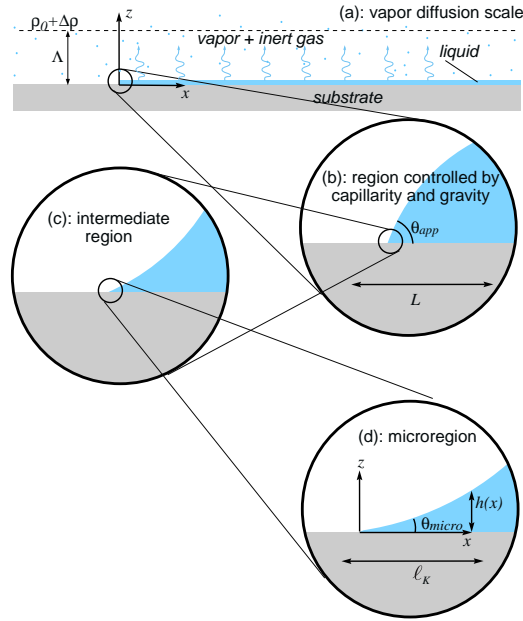 (a): vapor diffusion scale
ρ₀+Δρ
z
vapor + inert gas
Λ
liquid
x
substrate
(b): region controlled by
capillarity and gravity
θapp
L
(c): intermediate
region
(d): microregion
z
h(x)
θmicro
x
ℓK